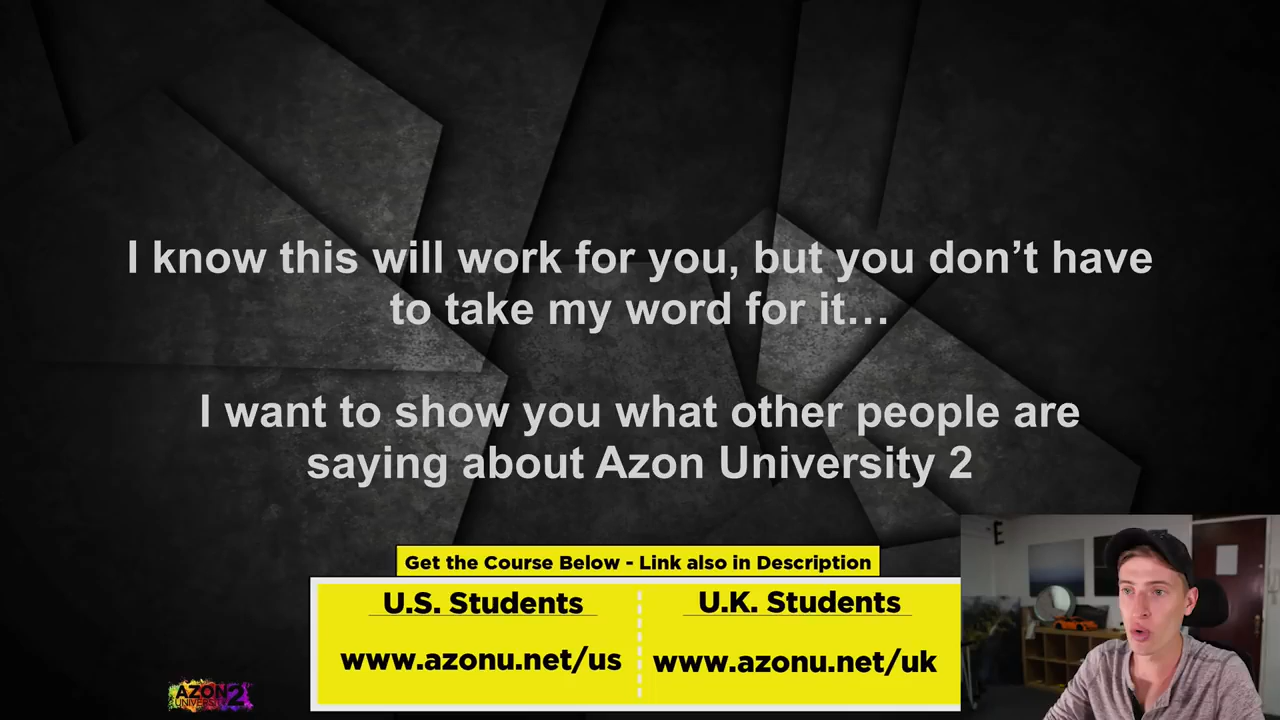 I know this will work for you, but you don’t have
to take my word for it…
I want to show you what other people are
saying about Azon University 2
Get the Course Below - Link also in Description
U.S. Students
U.K. Students
www.azonu.net/us
www.azonu.net/uk
AZON
UNIVERSITY 2
E